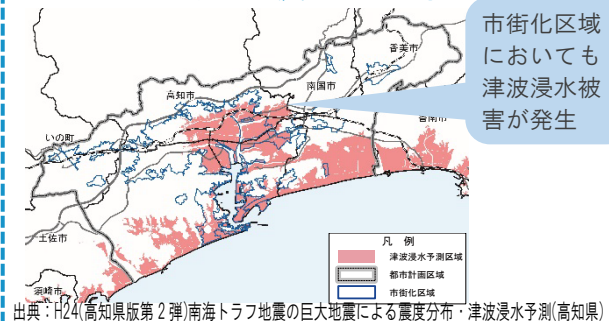 市街化区域
においても
津波浸水被
害が発生
香美市
南国市
高知市
いの町
香南市
土佐市
須崎市
凡 例
津波浸水予測区域
都市計画区域
市街化区域
出典：H24(高知県版第２弾)南海トラフ地震の巨大地震による震度分布・津波浸水予測(高知県)